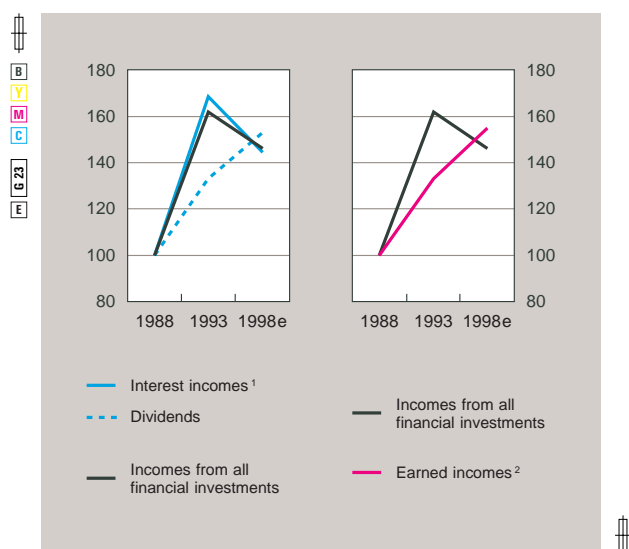 B
Y
M
C
G 23
E
180
160
140
120
100
80
1988 1993 1998e
180
160
140
120
100
80
1988 1993 1998e
Interest incomes 1
Dividends
Incomes from all
financial investments
Incomes from all
financial investments
Earned incomes 2